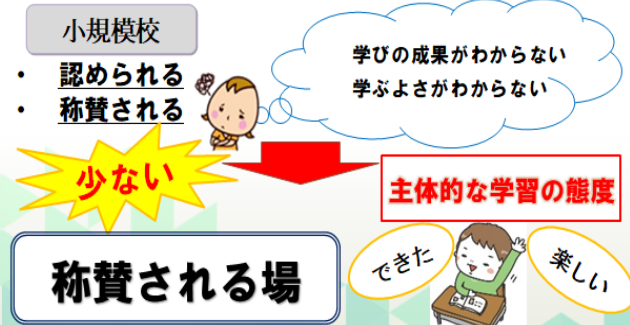 小規模校
・ 認められる
・ 称賛される
少ない
学びの成果がわからない
学ぶよさがわからない
主体的な学習の態度
称賛される場
できた
楽しい